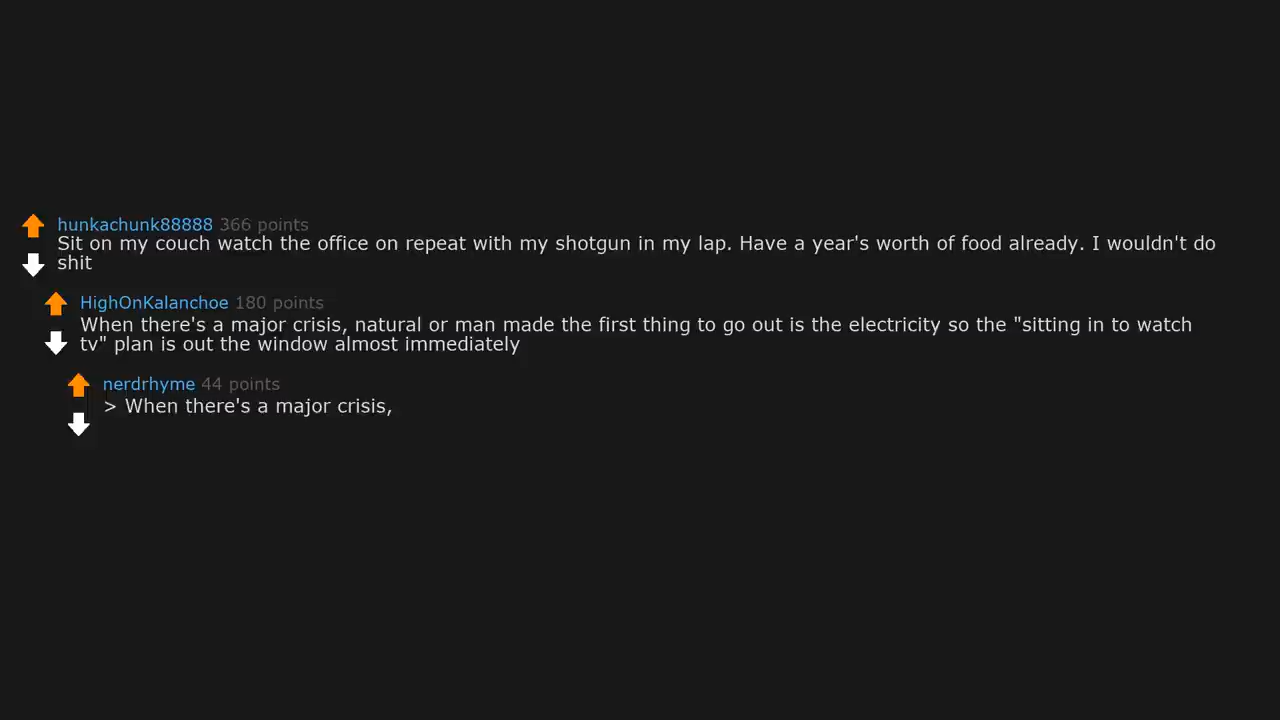 hunkachunk88888 366 points
Sit on my couch watch the office on repeat with my shotgun in my lap. Have a year's worth of food already. I wouldn't do
shit
HighOnKalanchoe 180 points
When there's a major crisis, natural or man made the first thing to go out is the electricity so the "sitting in to watch
tv" plan is out the window almost immediately
nerdrhyme 44 points
> When there's a major crisis,